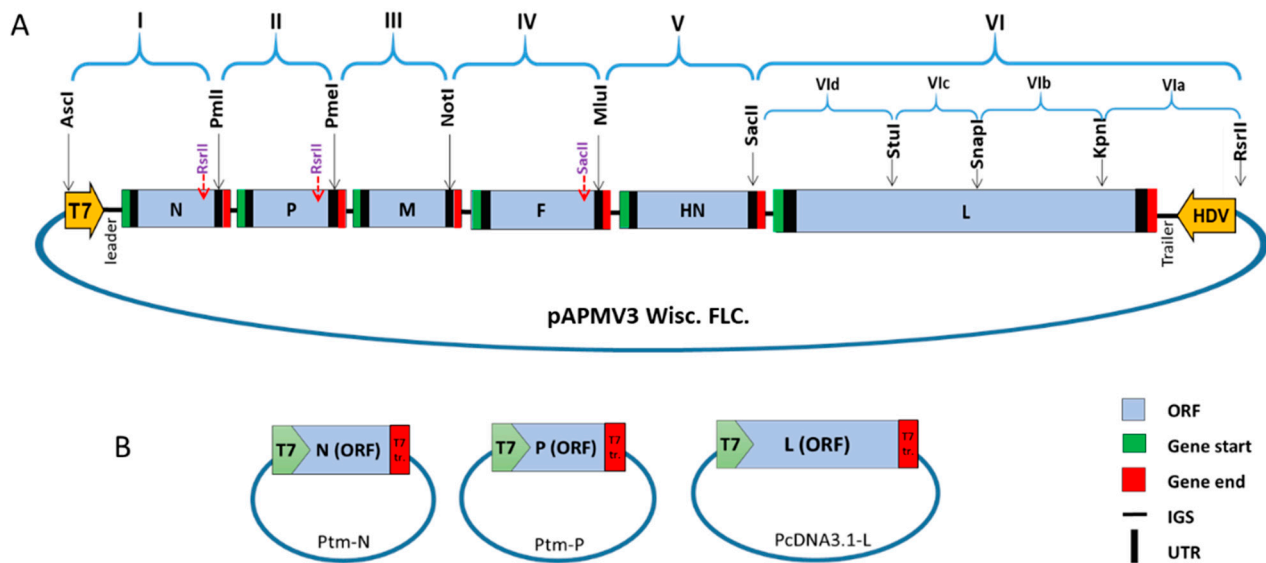 A
I II III IV V VI
VId VIc VIb VIa
AscI PmlI PmeI NotI MluI SacII StuI SnapI KpnI RsrII
RsrII RsrII SacII
T7 N P M F HN L HDV
leader Trailer
pAPMV3 Wisc. FLC.
B
T7 N (ORF) T7 tr.
Ptm-N
T7 P (ORF) T7 tr.
Ptm-P
T7 L (ORF) T7 tr.
PcDNA3.1-L
ORF
Gene start
Gene end
IGS
UTR